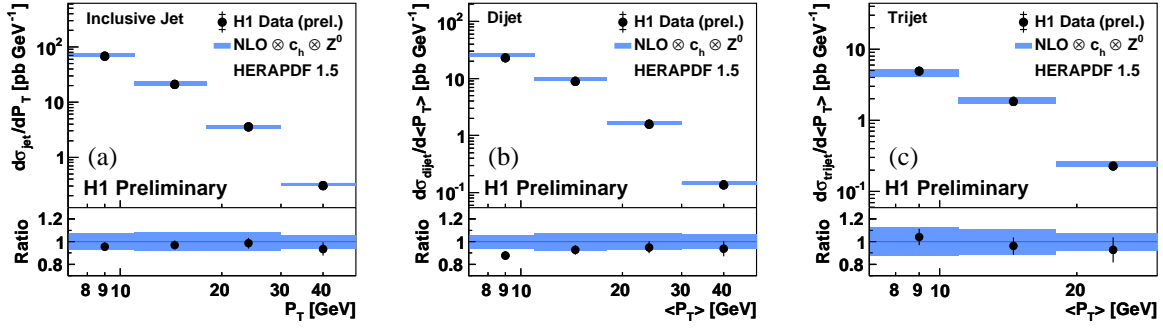 Inclusive Jet
H1 Data (prel.)
NLO ⊗ c_h ⊗ Z^0
HERAPDF 1.5
dσ_jet/dP_T [pb GeV^-1]
10^2
10
1
(a)
H1 Preliminary
Ratio
1.2
1
0.8
8 9 10 20 30 40
P_T [GeV]
Dijet
H1 Data (prel.)
NLO ⊗ c_h ⊗ Z^0
HERAPDF 1.5
dσ_dijet/d<P_T> [pb GeV^-1]
10^2
10
1
10^-1
(b)
H1 Preliminary
Ratio
1.2
1
0.8
8 9 10 20 30 40
<P_T> [GeV]
Trijet
H1 Data (prel.)
NLO ⊗ c_h ⊗ Z^0
HERAPDF 1.5
dσ_trijet/d<P_T> [pb GeV^-1]
10
1
10^-1
(c)
H1 Preliminary
Ratio
1.2
1
0.8
8 9 10 20
<P_T> [GeV]